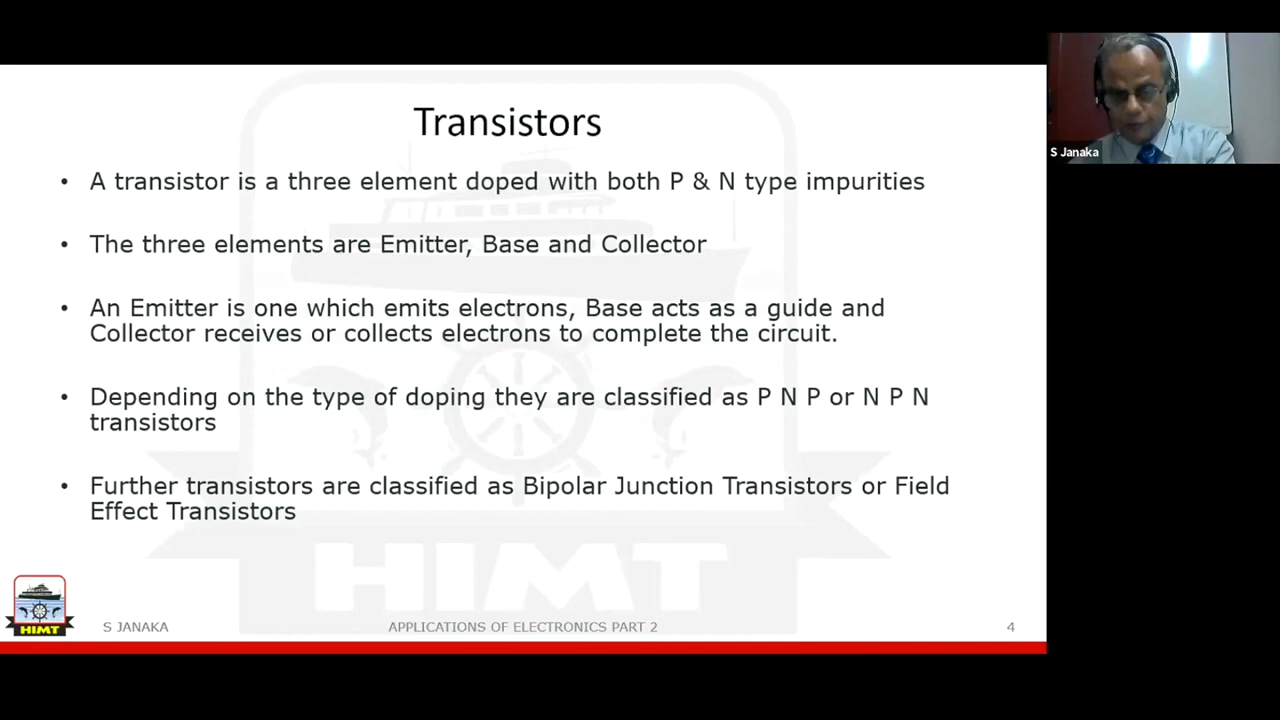 Transistors
• A transistor is a three element doped with both P & N type impurities
• The three elements are Emitter, Base and Collector
• An Emitter is one which emits electrons, Base acts as a guide and
Collector receives or collects electrons to complete the circuit.
• Depending on the type of doping they are classified as P N P or N P N
transistors
• Further transistors are classified as Bipolar Junction Transistors or Field
Effect Transistors
HIMT
HIMT
S JANAKA
APPLICATIONS OF ELECTRONICS PART 2
4
S Janaka